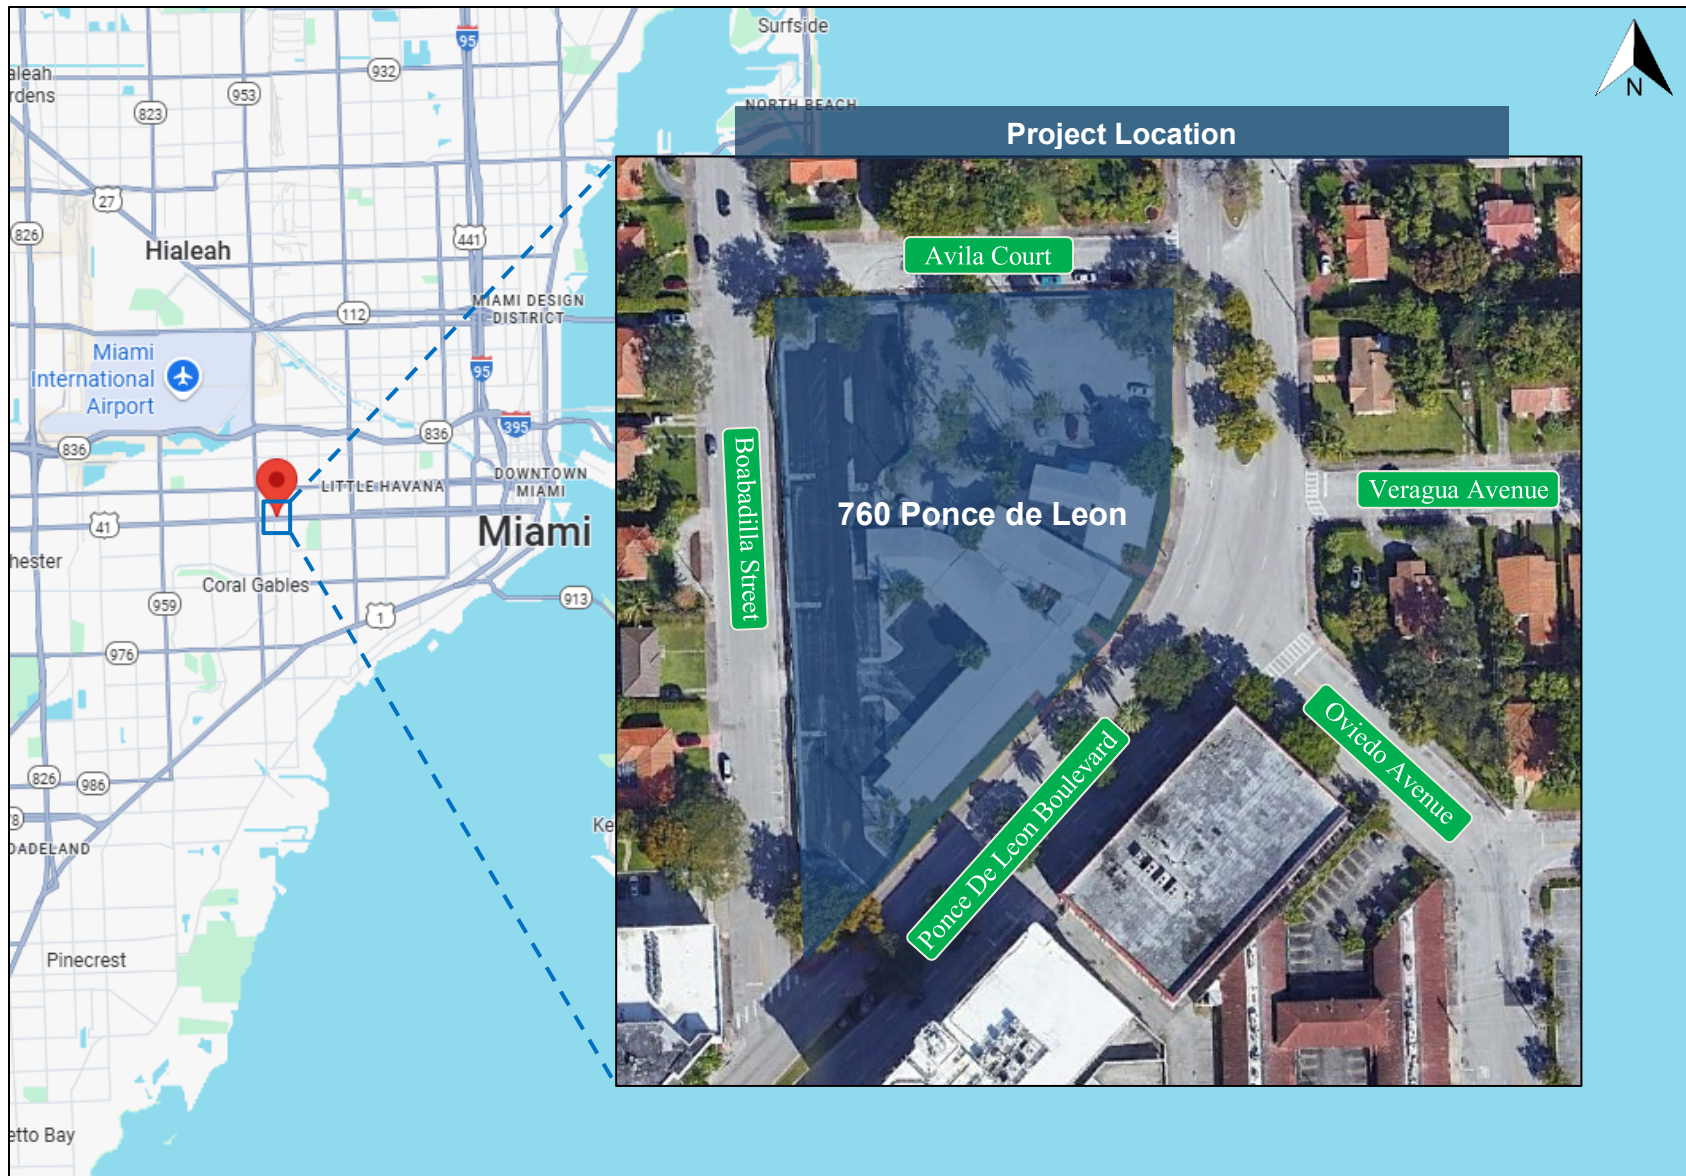 Surfside
95
932
aleah
rdens
953
823
NORTH BEACH
N
Project Location
27
826
Hialeah
441
Avila Court
MIAMI DESIGN
DISTRICT
112
Miami
International
Airport
95
395
836
836
Boabadilla Street
LITTLE HAVANA
DOWNTOWN
MIAMI
Veragua Avenue
760 Ponce de Leon
41
Miami
hester
Coral Gables
959
913
1
976
Oviedo Avenue
Ponce De Leon Boulevard
826
986
8
Ke
DADELAND
Pinecrest
etto Bay